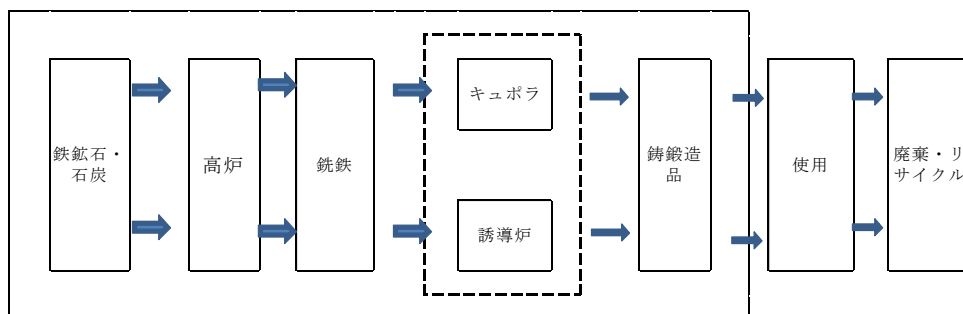 鉄鉱石・
石炭
高炉
銑鉄
キュポラ
誘導炉
鋳鍛造
品
使用
廃棄・リ
サイクル